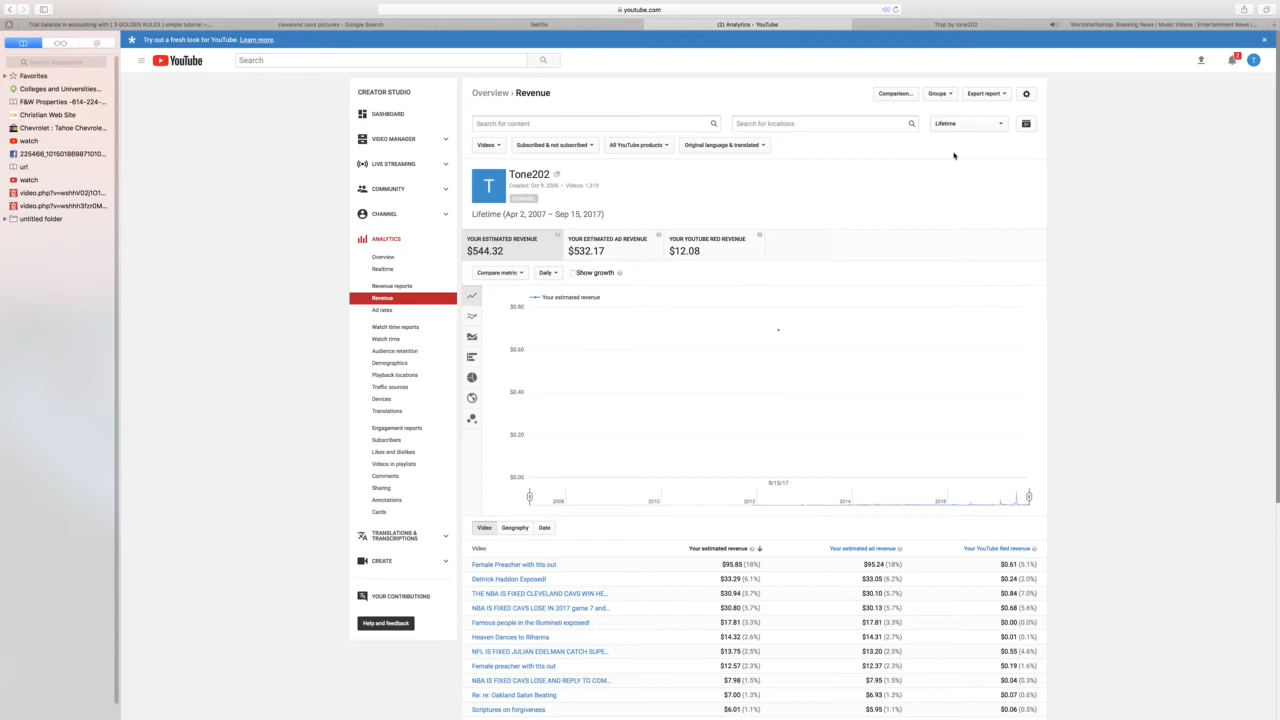 youtube.com
Trial balance in accounting with [ 3 GOLDEN RULES ] simple tutorial -...
cleveland cavs pictures - Google Search
Netflix
(2) Analytics - YouTube
Trap by tone202
Worldstarhiphop: Breaking News | Music Videos | Entertainment News |...
Try out a fresh look for YouTube. Learn more.
Search Bookmarks
YouTube
Search
2
T
Favorites
Colleges and Universities...
F&W Properties -614-224-...
Christian Web Site
Chevrolet : Tahoe Chevrole...
watch
225466_101501869871010...
url
watch
video.php?v=wshhV02j1O1...
video.php?v=wshhh3fzr0M...
untitled folder
CREATOR STUDIO
DASHBOARD
VIDEO MANAGER
LIVE STREAMING
COMMUNITY
CHANNEL
ANALYTICS
Overview
Realtime
Revenue reports
Revenue
Ad rates
Watch time reports
Watch time
Audience retention
Demographics
Playback locations
Traffic sources
Devices
Translations
Engagement reports
Subscribers
Likes and dislikes
Videos in playlists
Comments
Sharing
Annotations
Cards
TRANSLATIONS &
TRANSCRIPTIONS
CREATE
YOUR CONTRIBUTIONS
Help and feedback
Overview › Revenue
Comparison...
Groups
Export report
Search for content
Search for locations
Lifetime
Videos
Subscribed & not subscribed
All YouTube products
Original language & translated
T
Tone202
Created: Oct 9, 2006 • Videos: 1,319
Lifetime (Apr 2, 2007 – Sep 15, 2017)
YOUR ESTIMATED REVENUE
$544.32
YOUR ESTIMATED AD REVENUE
$532.17
YOUR YOUTUBE RED REVENUE
$12.08
Compare metric
Daily
Show growth
Your estimated revenue
$0.80
$0.60
$0.40
$0.20
$0.00
9/15/17
2008
2010
2012
2014
2016
Video
Geography
Date
Video Your estimated revenue Your estimated ad revenue Your YouTube Red revenue
Female Preacher with tits out $95.85 (18%) $95.24 (18%) $0.61 (5.1%)
Deitrick Haddon Exposed! $33.29 (6.1%) $33.05 (6.2%) $0.24 (2.0%)
THE NBA IS FIXED CLEVELAND CAVS WIN HE... $30.94 (5.7%) $30.10 (5.7%) $0.84 (7.0%)
NBA IS FIXED CAVS LOSE IN 2017 game 7 and... $30.80 (5.7%) $30.13 (5.7%) $0.68 (5.6%)
Famous people in the illuminati exposed! $17.81 (3.3%) $17.81 (3.3%) $0.00 (0.0%)
Heaven Dances to Rihanna $14.32 (2.6%) $14.31 (2.7%) $0.01 (0.1%)
NFL IS FIXED JULIAN EDELMAN CATCH SUPE... $13.75 (2.5%) $13.20 (2.5%) $0.55 (4.6%)
Female preacher with tits out $12.57 (2.3%) $12.37 (2.3%) $0.19 (1.6%)
NBA IS FIXED CAVS LOSE AND REPLY TO COM... $7.98 (1.5%) $7.95 (1.5%) $0.04 (0.3%)
Re: re: Oakland Salon Beating $7.00 (1.3%) $6.93 (1.3%) $0.07 (0.6%)
Scriptures on forgiveness $6.01 (1.1%) $5.95 (1.1%) $0.06 (0.5%)